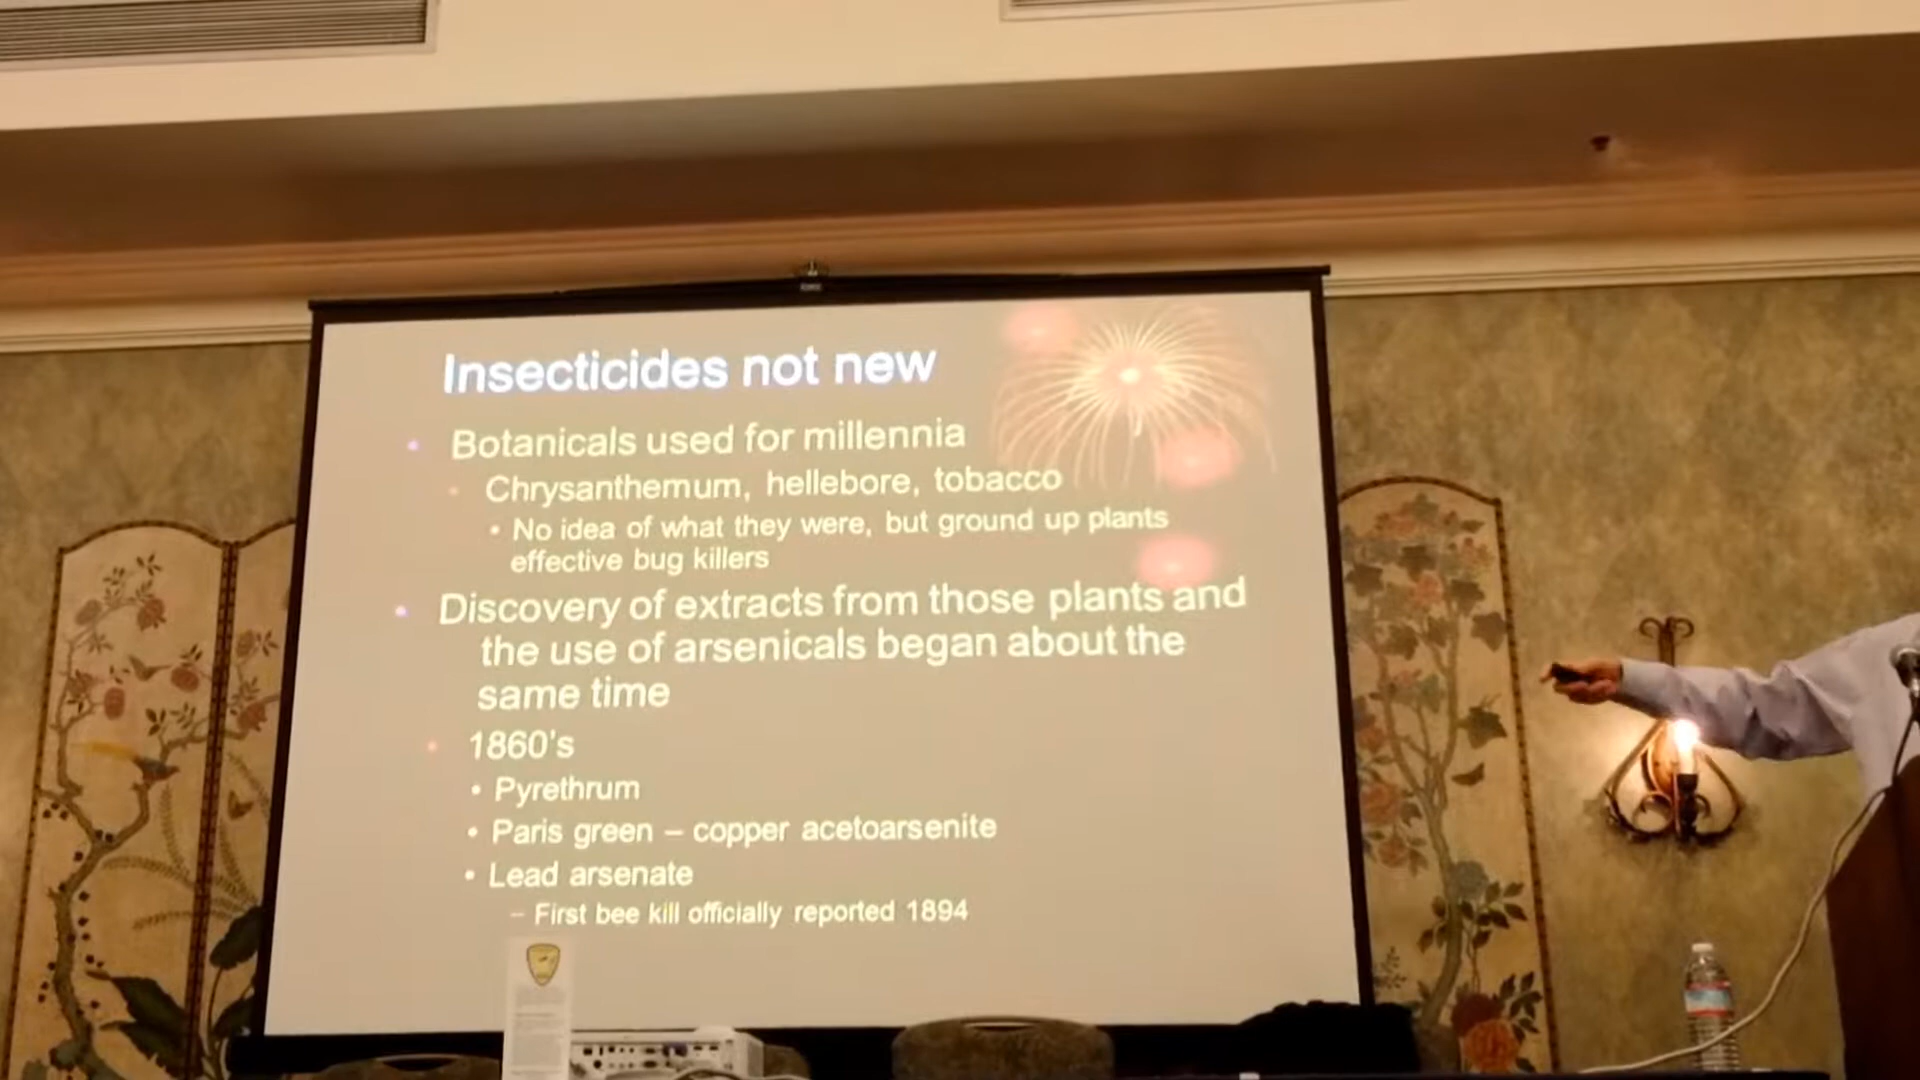 Insecticides not new
• Botanicals used for millennia
• Chrysanthemum, hellebore, tobacco
• No idea of what they were, but ground up plants
effective bug killers
• Discovery of extracts from those plants and
the use of arsenicals began about the
same time
• 1860's
• Pyrethrum
• Paris green – copper acetoarsenite
• Lead arsenate
– First bee kill officially reported 1894